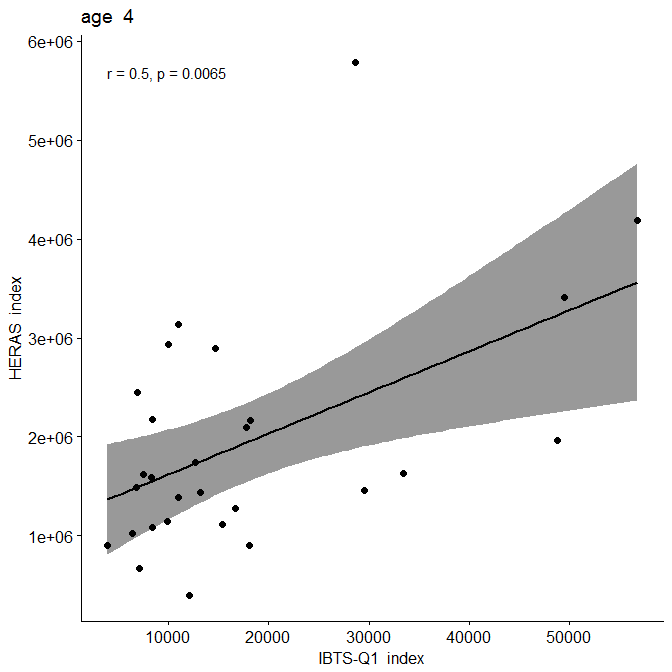 age 4
6e+06
r = 0.5, p = 0.0065
5e+06
4e+06
HERAS index
3e+06
2e+06
1e+06
10000 20000 30000 40000 50000
IBTS-Q1 index